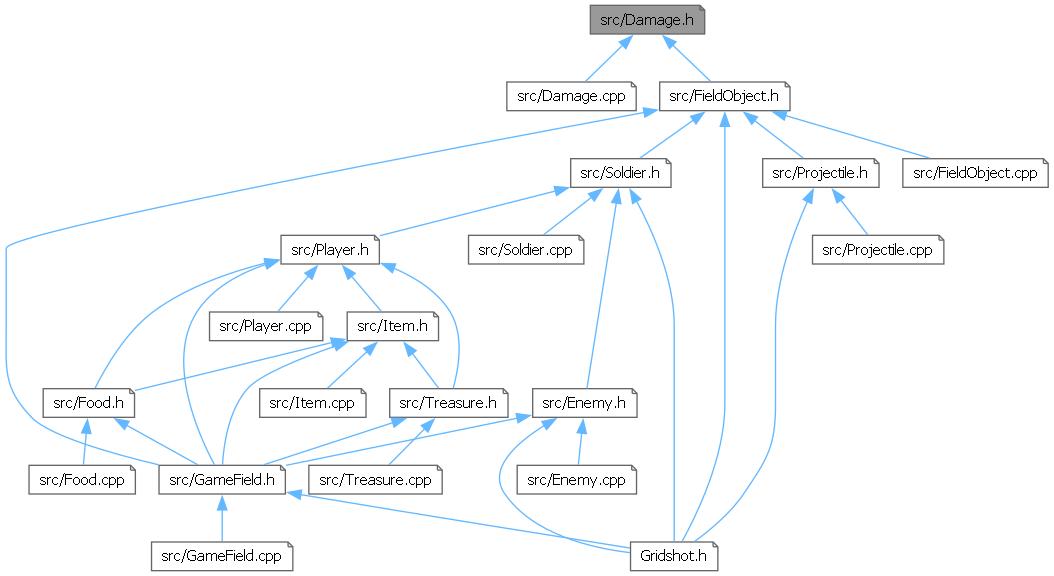 src/Damage.h
src/Damage.cpp
src/FieldObject.h
src/Soldier.h
src/Projectile.h
src/FieldObject.cpp
src/Player.h
src/Soldier.cpp
src/Projectile.cpp
src/Player.cpp
src/Item.h
src/Food.h
src/Item.cpp
src/Treasure.h
src/Enemy.h
src/Food.cpp
src/GameField.h
src/Treasure.cpp
src/Enemy.cpp
src/GameField.cpp
Gridshot.h